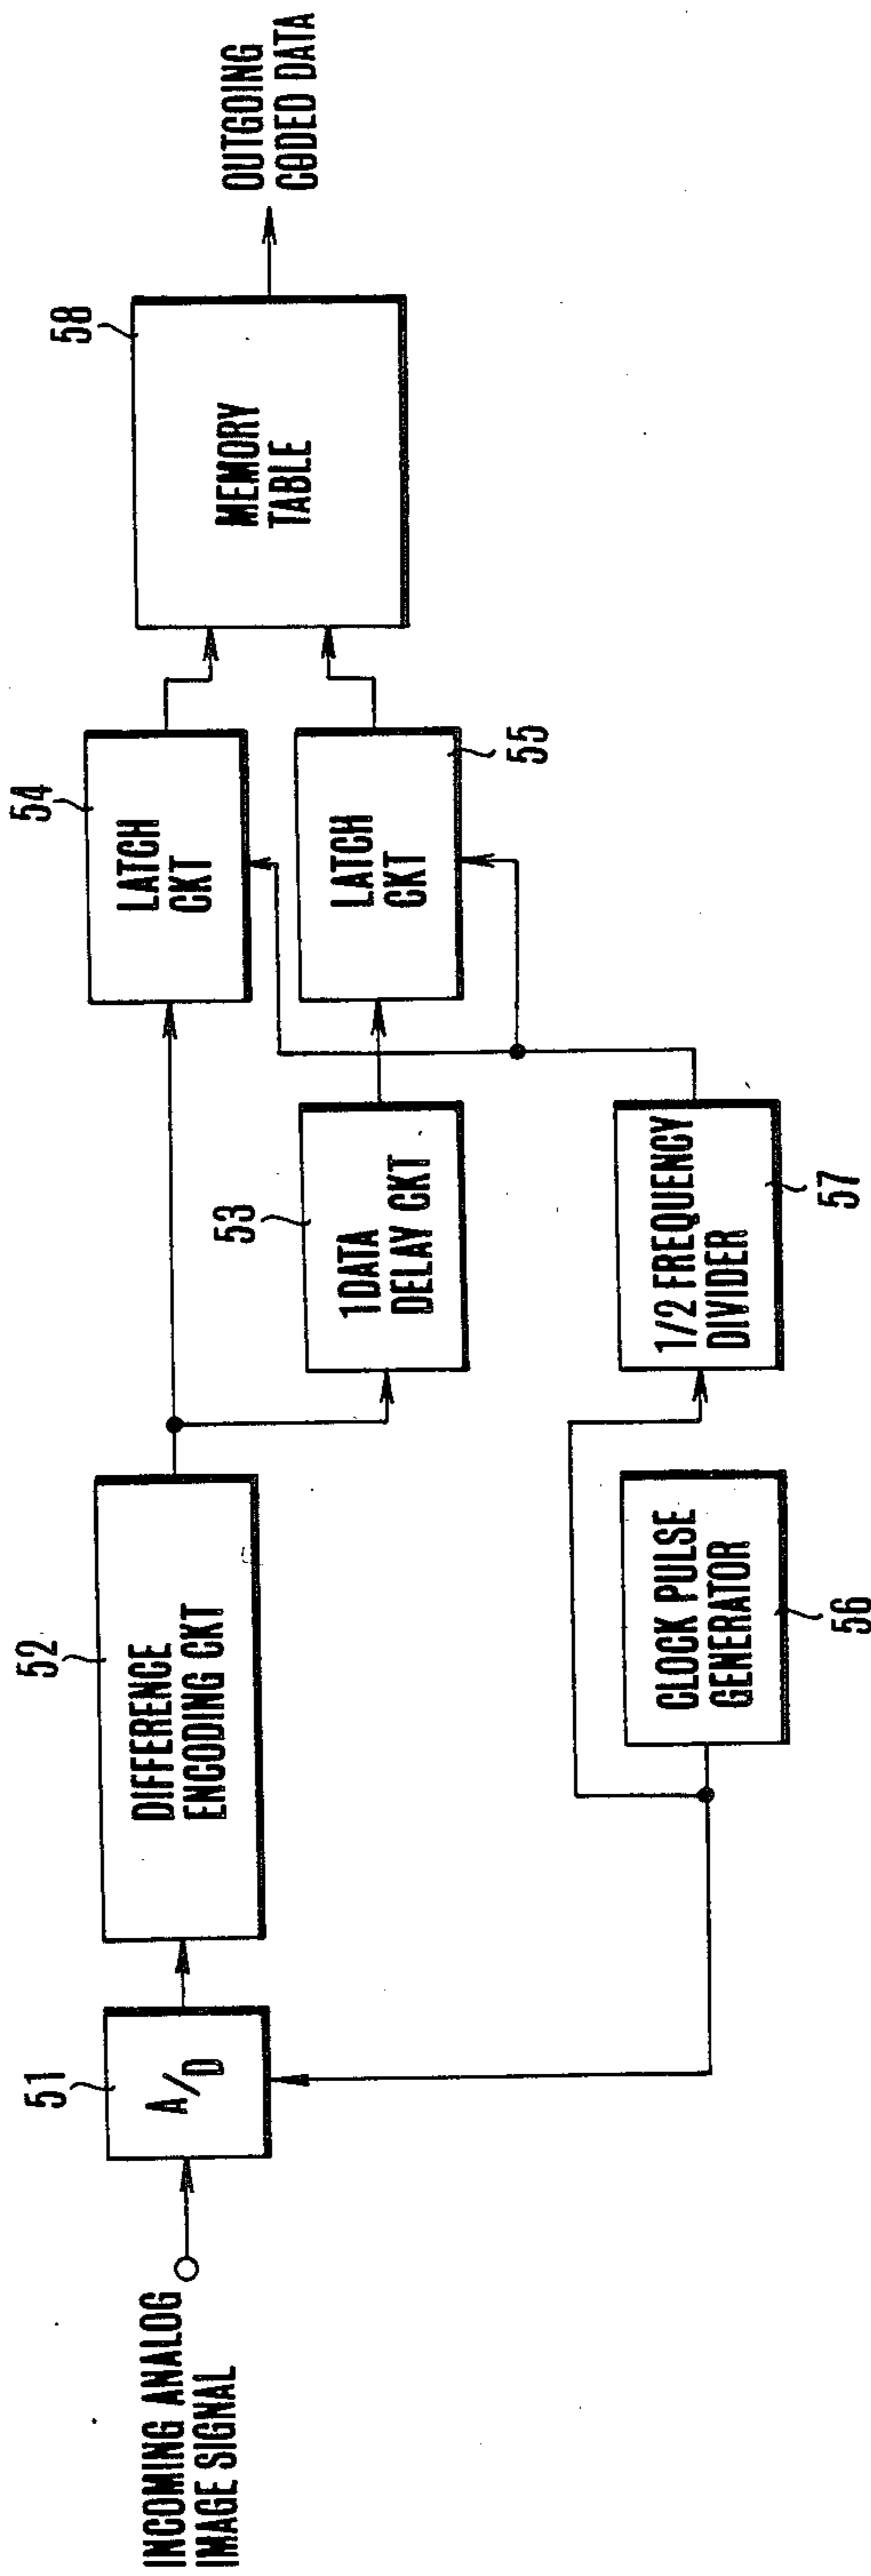 INCOMING ANALOG
IMAGE SIGNAL
51
A/D
52
DIFFERENCE
ENCODING CKT
53
1DATA
DELAY CKT
54
LATCH
CKT
55
LATCH
CKT
56
CLOCK PULSE
GENERATOR
57
1/2 FREQUENCY
DIVIDER
58
MEMORY
TABLE
OUTGOING
CODED DATA